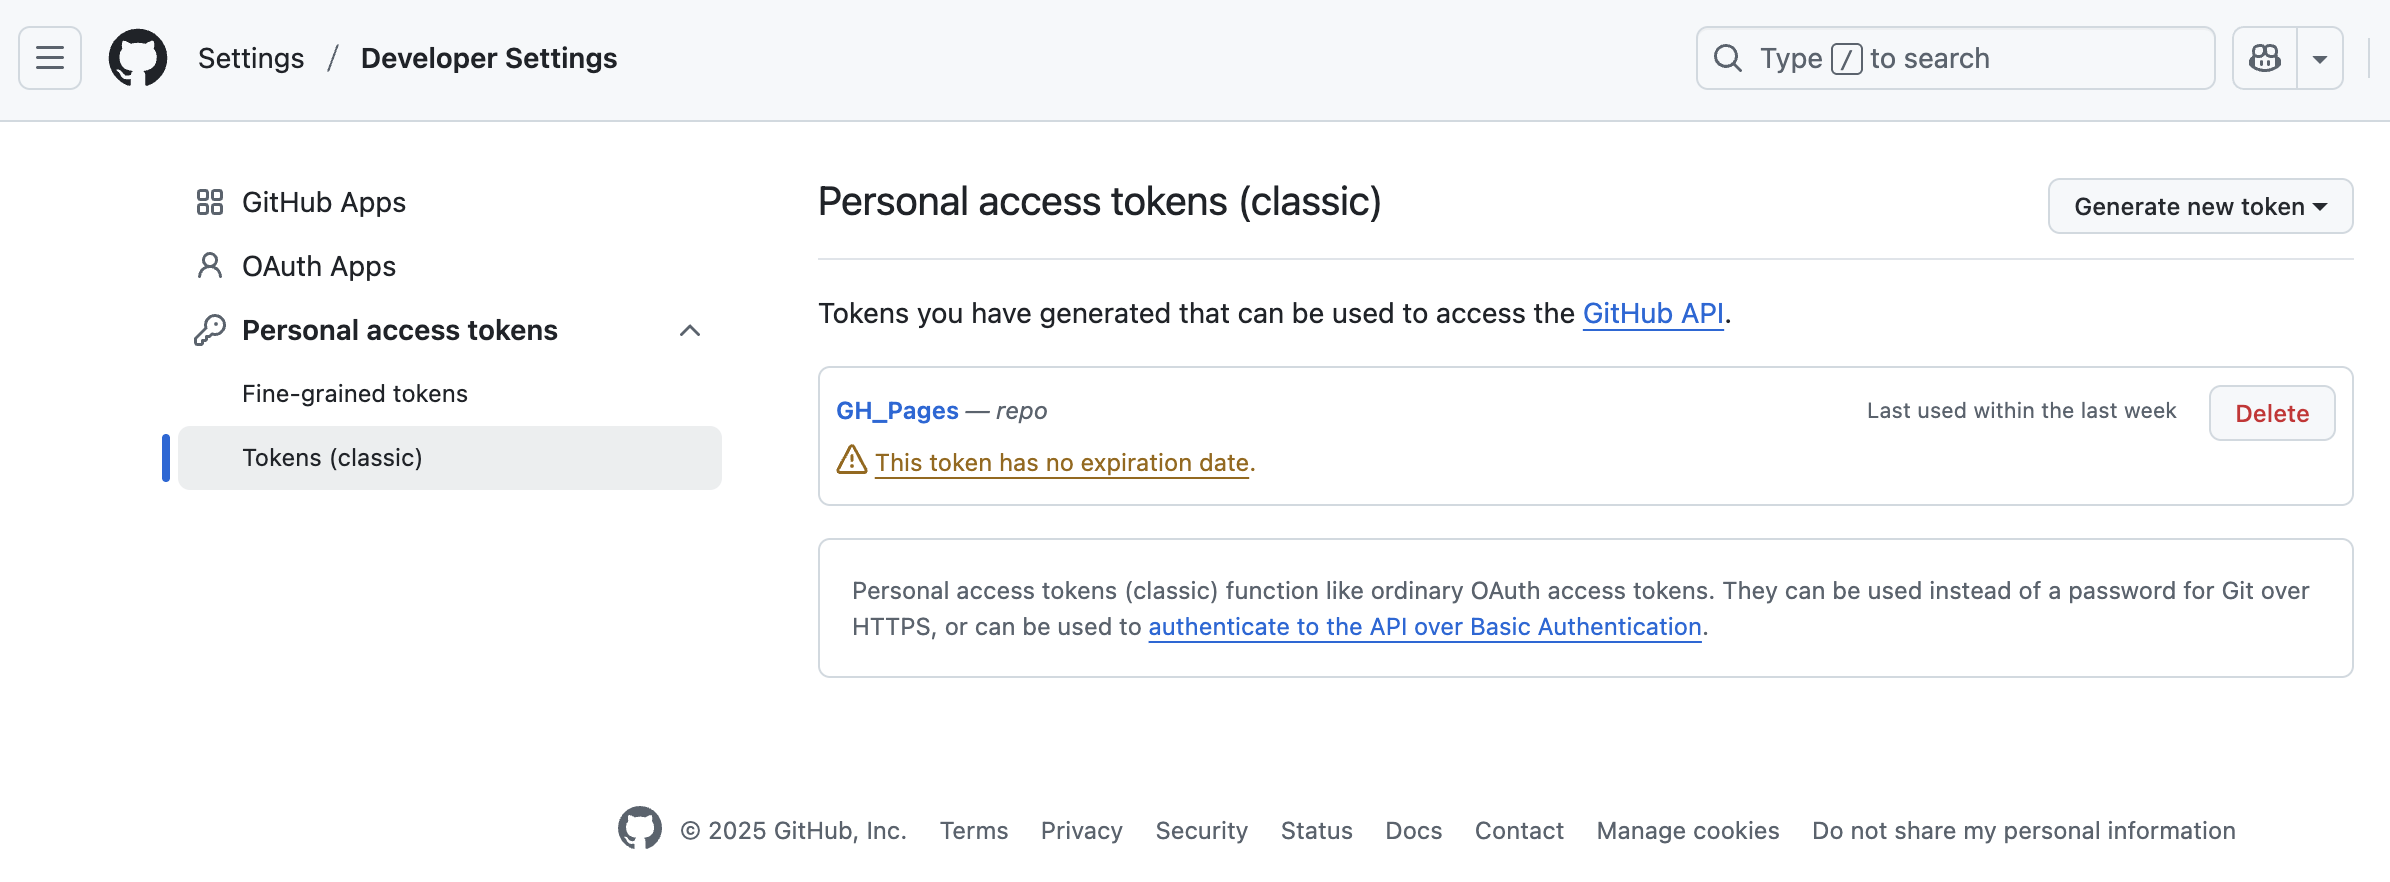 Settings / Developer Settings
Type / to search
GitHub Apps
OAuth Apps
Personal access tokens
Fine-grained tokens
Tokens (classic)
Personal access tokens (classic)
Generate new token
Tokens you have generated that can be used to access the GitHub API.
GH_Pages — repo
Last used within the last week
Delete
This token has no expiration date.
Personal access tokens (classic) function like ordinary OAuth access tokens. They can be used instead of a password for Git over
HTTPS, or can be used to authenticate to the API over Basic Authentication.
© 2025 GitHub, Inc. Terms Privacy Security Status Docs Contact Manage cookies Do not share my personal information